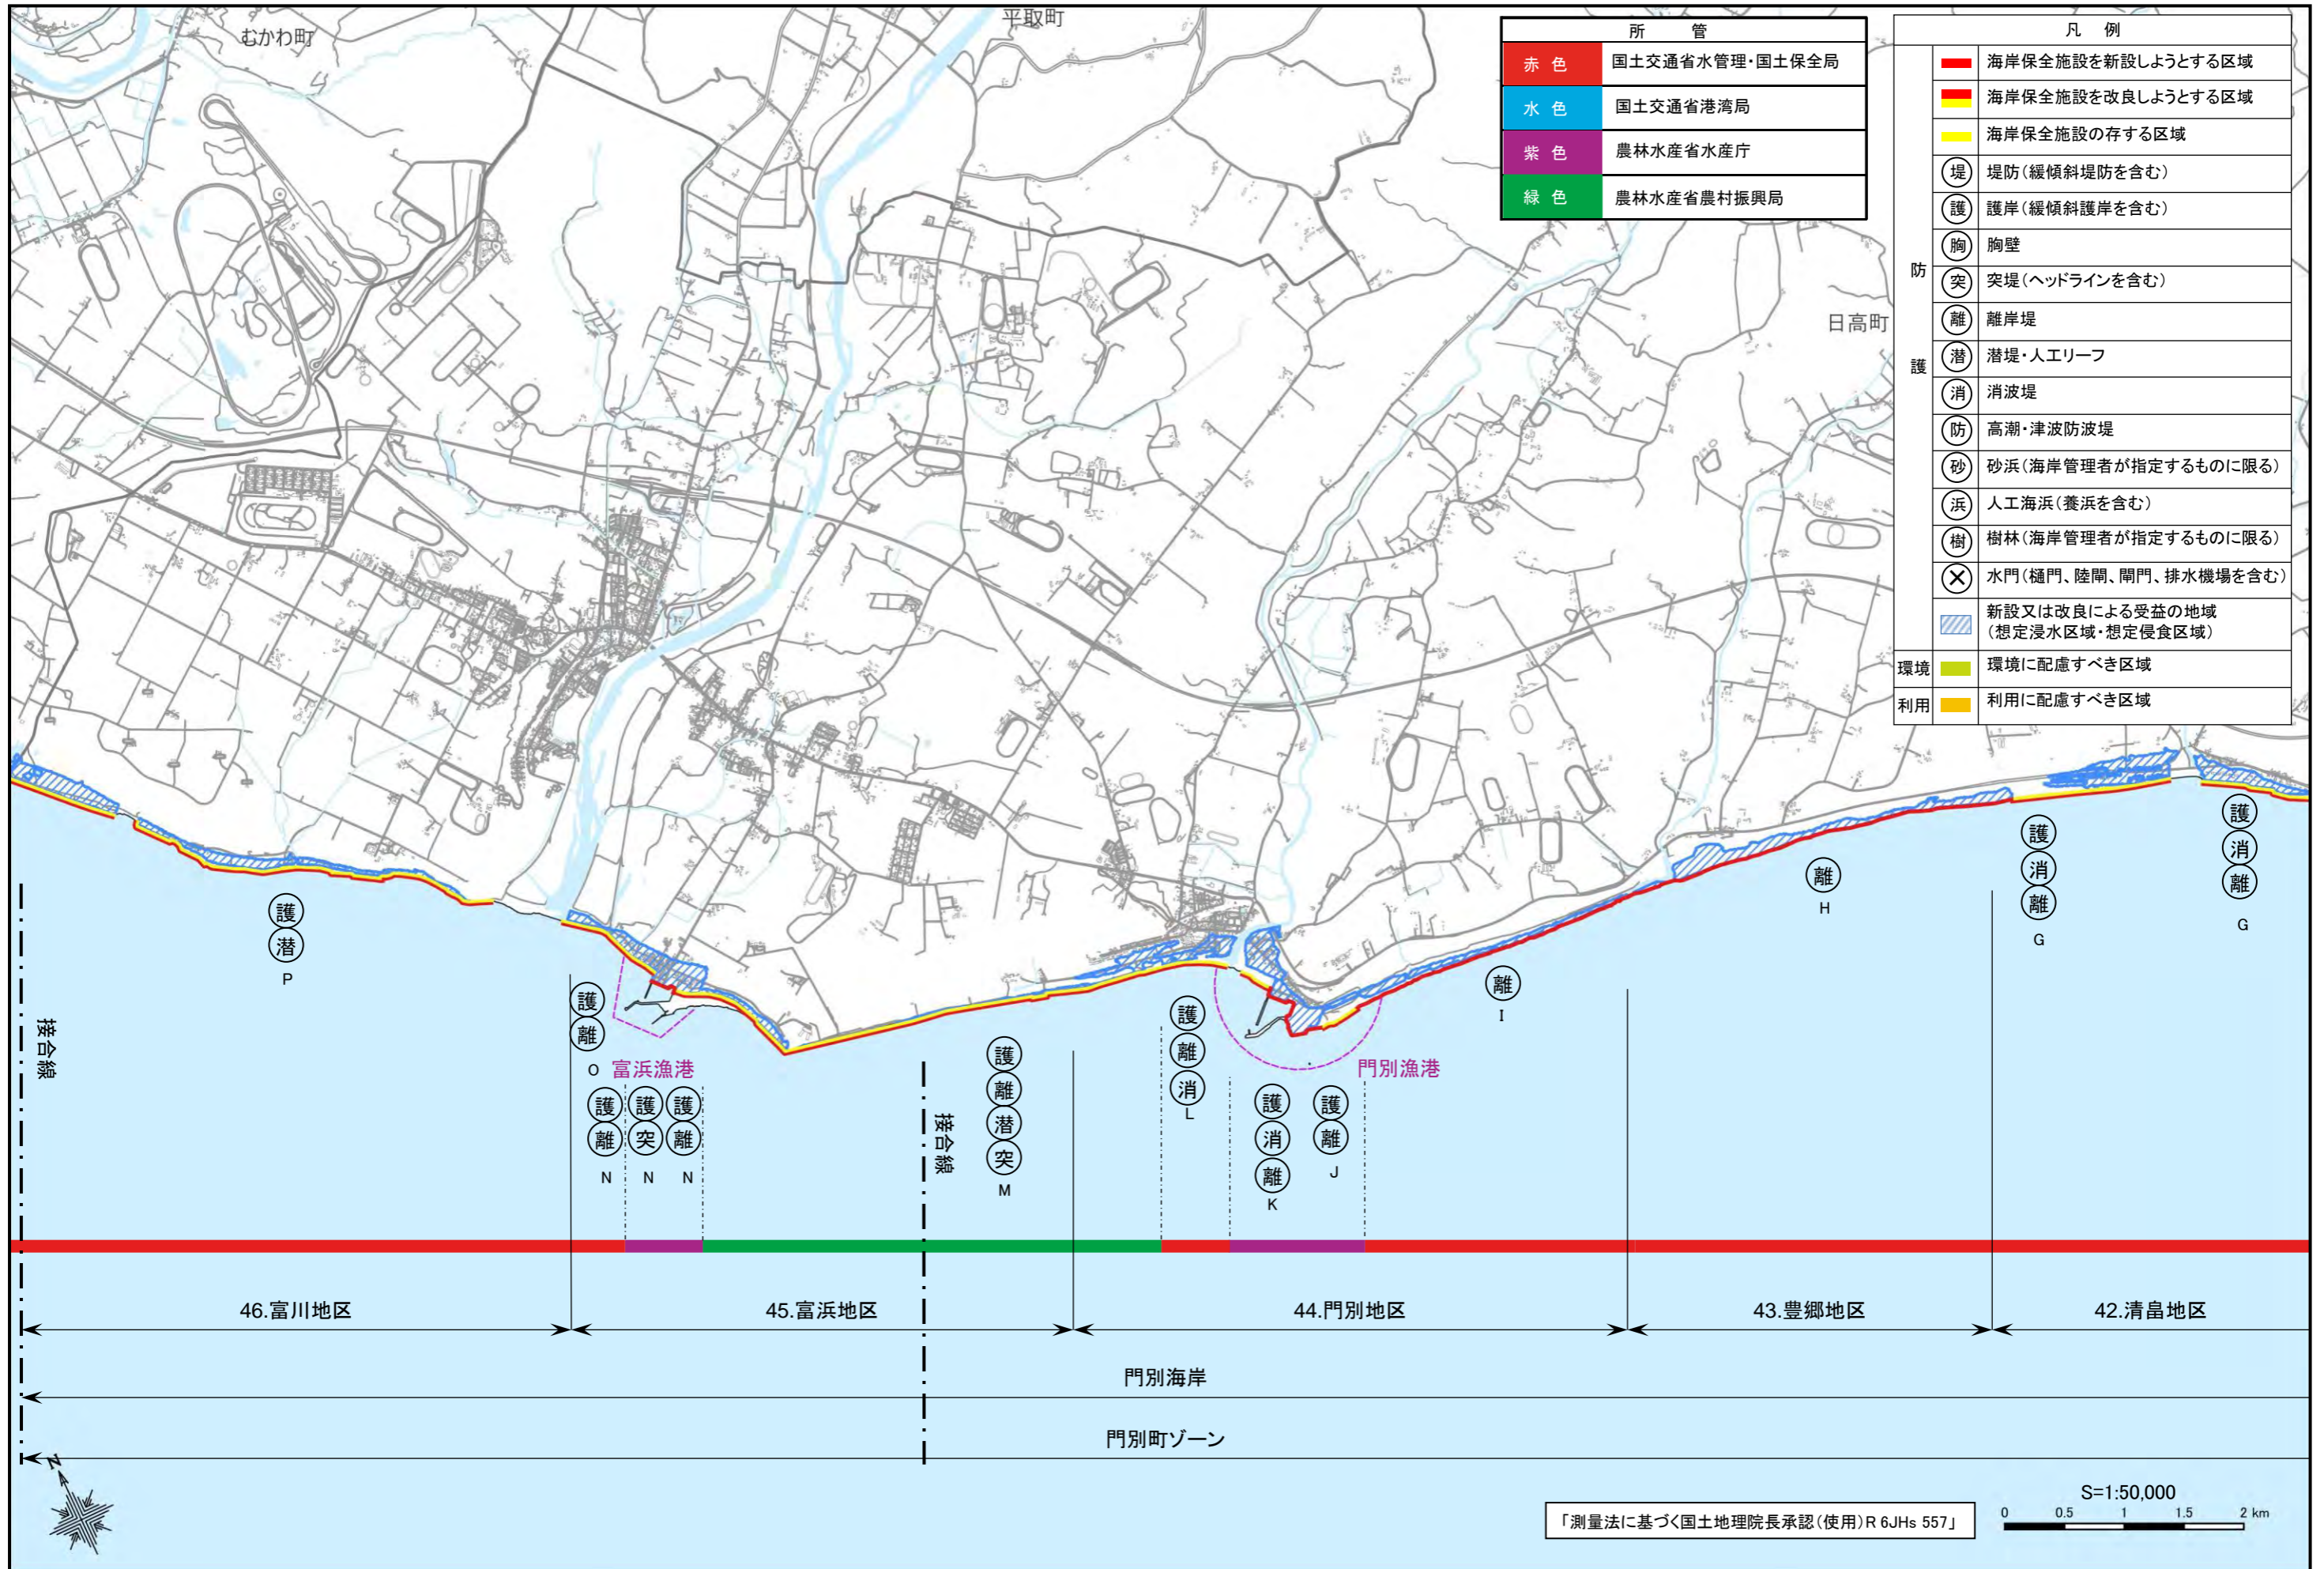 むかわ町
平取町
日高町
所 管
赤 色 国土交通省水管理・国土保全局
水 色 国土交通省港湾局
紫 色 農林水産省水産庁
緑 色 農林水産省農村振興局
凡 例
防護
海岸保全施設を新設しようとする区域
海岸保全施設を改良しようとする区域
海岸保全施設の存する区域
堤 堤防(緩傾斜堤防を含む)
護 護岸(緩傾斜護岸を含む)
胸 胸壁
突 突堤(ヘッドラインを含む)
離 離岸堤
潜 潜堤・人工リーフ
消 消波堤
防 高潮・津波防波堤
砂 砂浜(海岸管理者が指定するものに限る)
浜 人工海浜(養浜を含む)
樹 樹林(海岸管理者が指定するものに限る)
水門(樋門、陸閘、閘門、排水機場を含む)
新設又は改良による受益の地域
(想定浸水区域・想定侵食区域)
環境 環境に配慮すべき区域
利用 利用に配慮すべき区域
接合線
護
潜
P
護
離
O
富浜漁港
護
離
N
護
突
N
護
離
N
接合線
護
離
潜
突
M
護
離
消
L
門別漁港
護
消
離
K
護
離
J
離
I
離
H
護
消
離
G
護
消
離
G
46.富川地区
45.富浜地区
44.門別地区
43.豊郷地区
42.清畠地区
門別海岸
門別町ゾーン
N
「測量法に基づく国土地理院長承認(使用)R 6JHs 557」
S=1:50,000
0 0.5 1 1.5 2 km